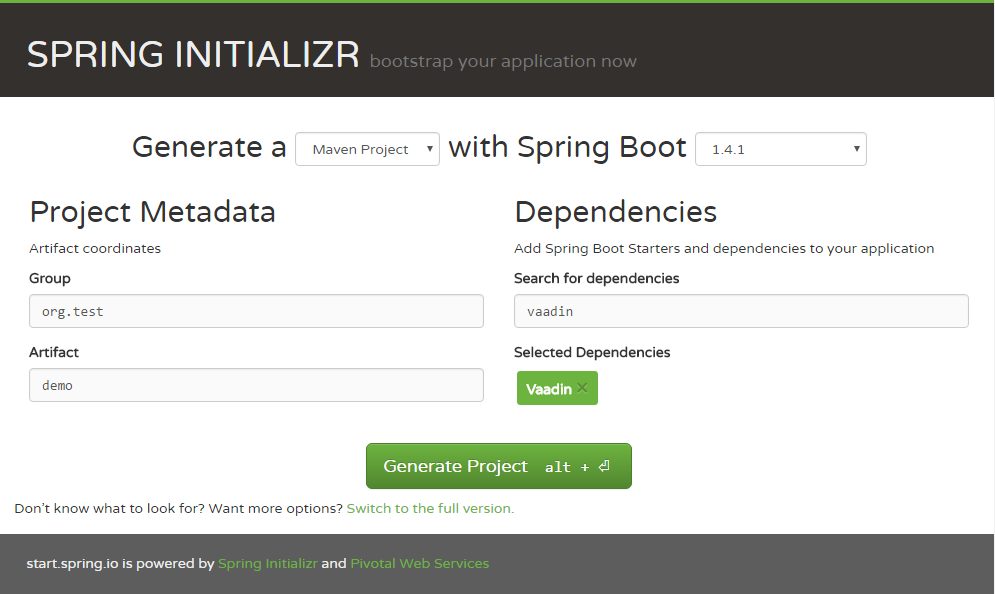 SPRING INITIALIZR bootstrap your application now
Generate a Maven Project with Spring Boot 1.4.1
Project Metadata
Artifact coordinates
Group
org.test
Artifact
demo
Dependencies
Add Spring Boot Starters and dependencies to your application
Search for dependencies
vaadin
Selected Dependencies
Vaadin ×
Generate Project alt + ⏎
Don't know what to look for? Want more options? Switch to the full version.
start.spring.io is powered by Spring Initializr and Pivotal Web Services